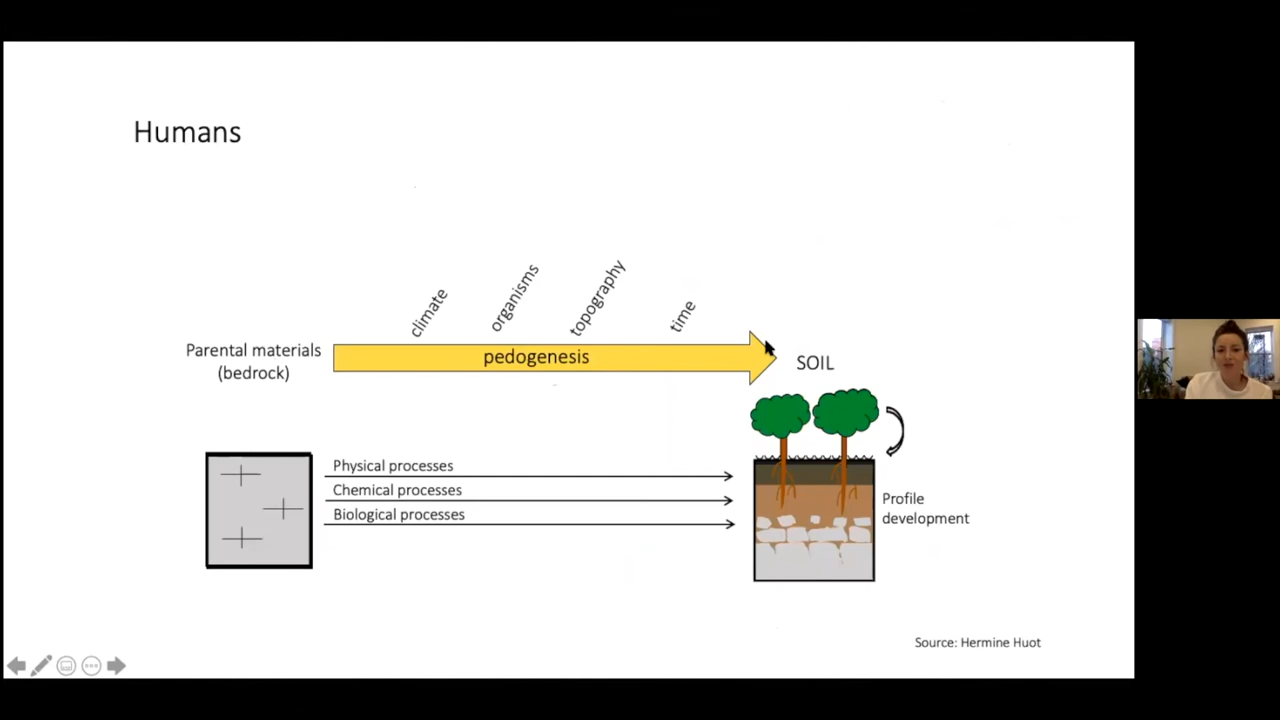 Humans
climate
organisms
topography
time
Parental materials
(bedrock)
pedogenesis
SOIL
Physical processes
Chemical processes
Biological processes
Profile
development
Source: Hermine Huot